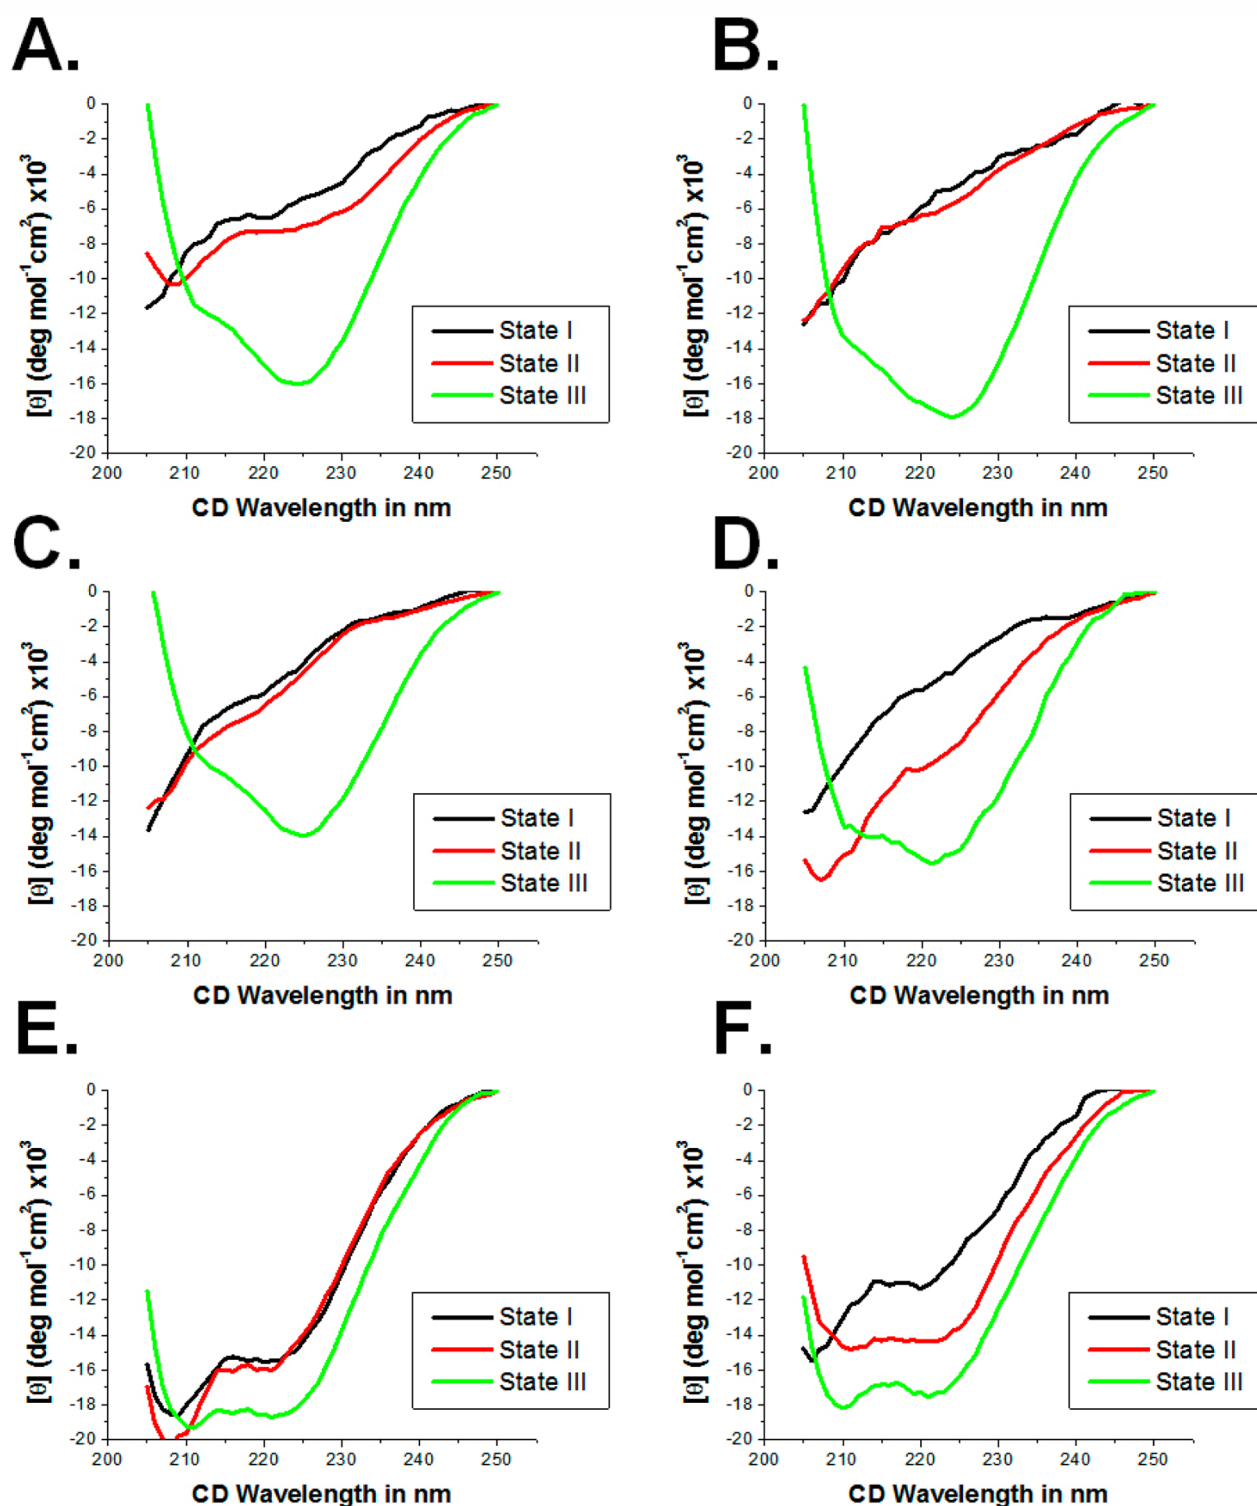 A.
0
-2
-4
-6
-8
-10
-12
-14
-16
-18
-20
[θ] (deg mol⁻¹cm²) x10³
State I
State II
State III
200 210 220 230 240 250
CD Wavelength in nm
B.
0
-2
-4
-6
-8
-10
-12
-14
-16
-18
-20
[θ] (deg mol⁻¹cm²) x10³
State I
State II
State III
200 210 220 230 240 250
CD Wavelength in nm
C.
0
-2
-4
-6
-8
-10
-12
-14
-16
-18
-20
[θ] (deg mol⁻¹cm²) x10³
State I
State II
State III
200 210 220 230 240 250
CD Wavelength in nm
D.
0
-2
-4
-6
-8
-10
-12
-14
-16
-18
-20
[θ] (deg mol⁻¹cm²) x10³
State I
State II
State III
200 210 220 230 240 250
CD Wavelength in nm
E.
0
-2
-4
-6
-8
-10
-12
-14
-16
-18
-20
[θ] (deg mol⁻¹cm²) x10³
State I
State II
State III
200 210 220 230 240 250
CD Wavelength in nm
F.
0
-2
-4
-6
-8
-10
-12
-14
-16
-18
-20
[θ] (deg mol⁻¹cm²) x10³
State I
State II
State III
200 210 220 230 240 250
CD Wavelength in nm